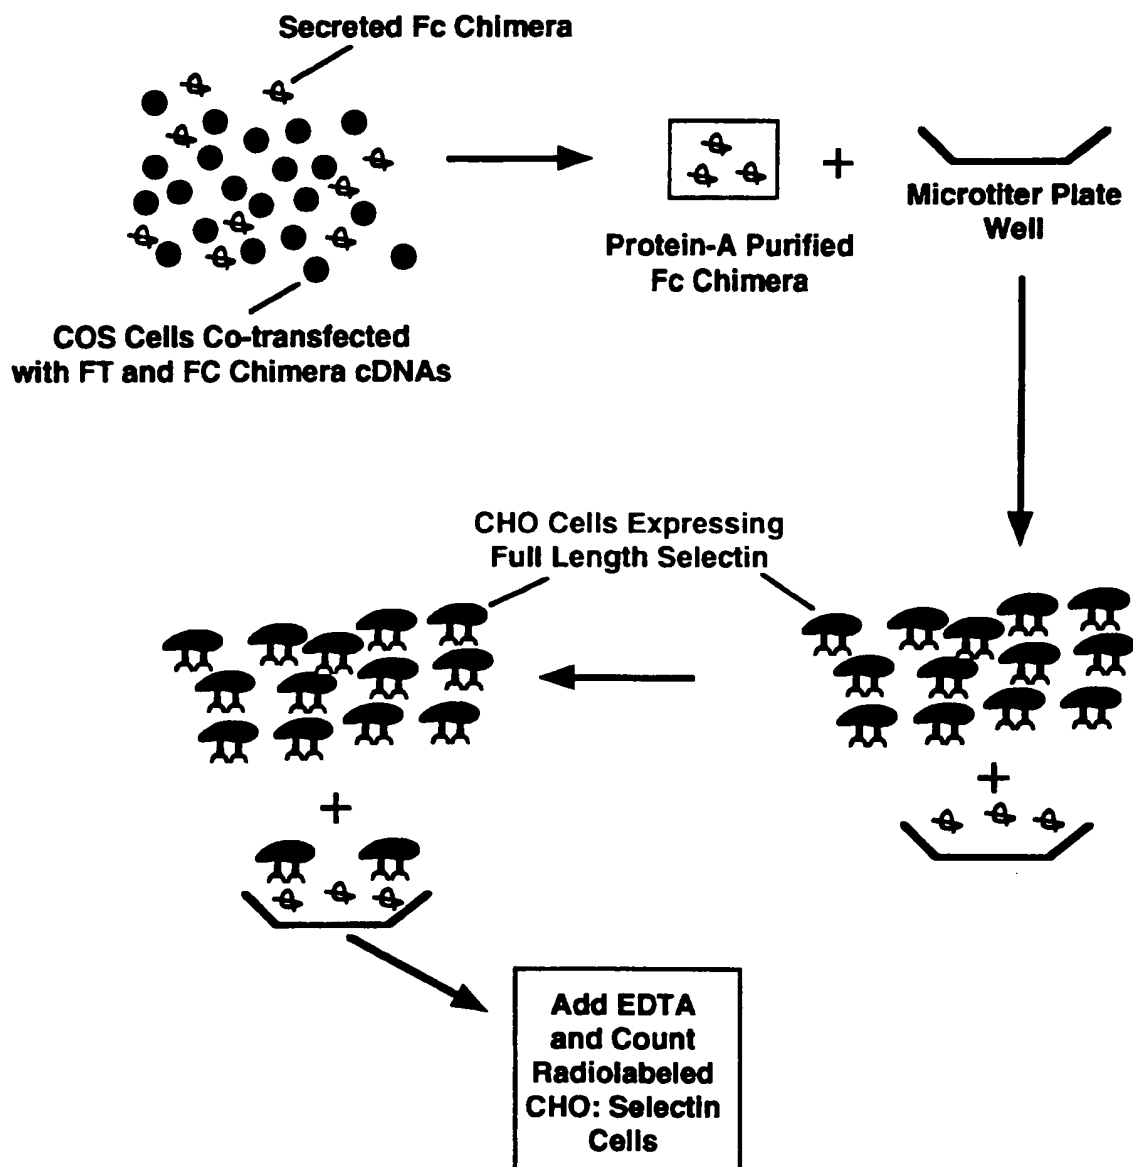 Secreted Fc Chimera
COS Cells Co-transfected
with FT and FC Chimera cDNAs
+
Protein-A Purified
Fc Chimera
Microtiter Plate
Well
CHO Cells Expressing
Full Length Selectin
+
+
Add EDTA
and Count
Radiolabeled
CHO: Selectin
Cells